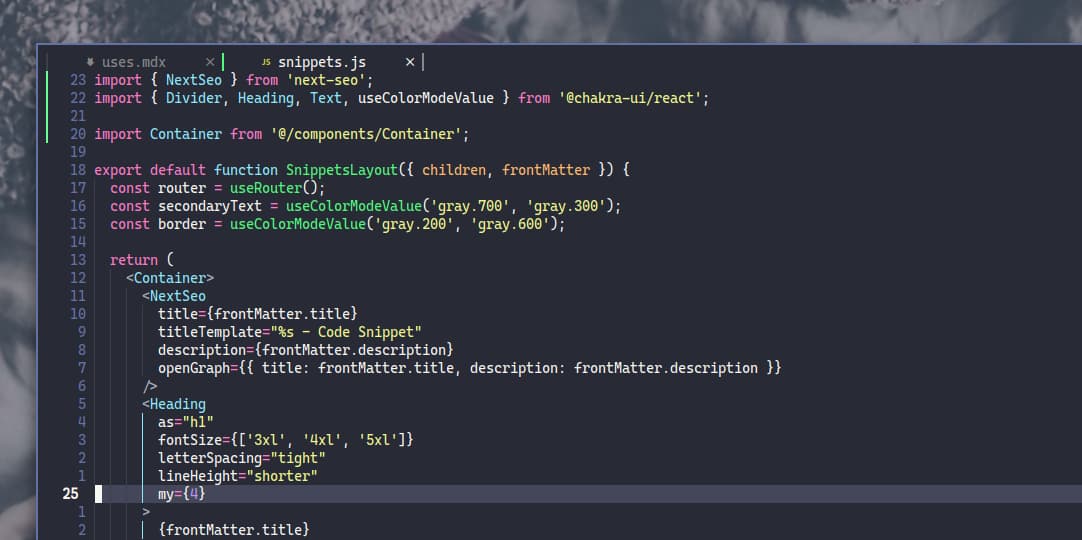 uses.mdx × JS snippets.js ×
23 import { NextSeo } from 'next-seo';
22 import { Divider, Heading, Text, useColorModeValue } from '@chakra-ui/react';
21
20 import Container from '@/components/Container';
19
18 export default function SnippetsLayout({ children, frontMatter }) {
17 const router = useRouter();
16 const secondaryText = useColorModeValue('gray.700', 'gray.300');
15 const border = useColorModeValue('gray.200', 'gray.600');
14
13 return (
12 <Container>
11 <NextSeo
10 title={frontMatter.title}
9 titleTemplate="%s - Code Snippet"
8 description={frontMatter.description}
7 openGraph={{ title: frontMatter.title, description: frontMatter.description }}
6 />
5 <Heading
4 as="h1"
3 fontSize={['3xl', '4xl', '5xl']}
2 letterSpacing="tight"
1 lineHeight="shorter"
25 my={4}
1 >
2 {frontMatter.title}